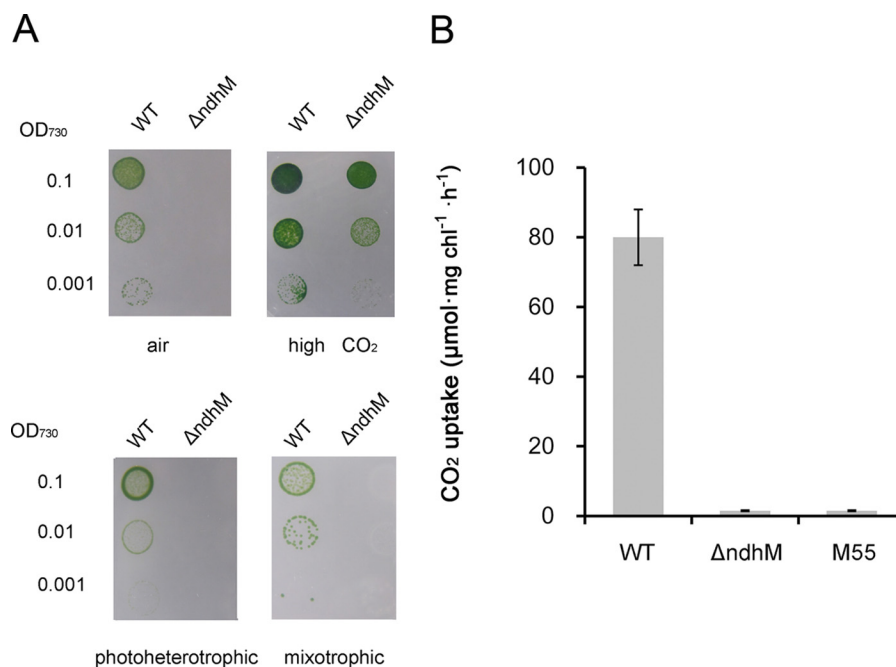 A
B
WT ΔndhM WT ΔndhM
OD730
0.1
0.01
0.001
air high CO2
WT ΔndhM WT ΔndhM
OD730
0.1
0.01
0.001
photoheterotrophic mixotrophic
CO2 uptake (µmol·mg chl-1 ·h-1)
100
80
60
40
20
0
WT ΔndhM M55